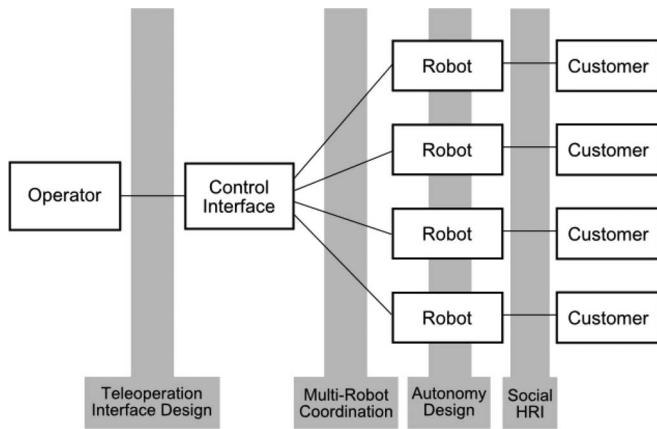 Robot
Customer
Robot
Customer
Operator
Control
Interface
Robot
Customer
Robot
Customer
Teleoperation
Interface Design
Multi-Robot
Coordination
Autonomy
Design
Social
HRI